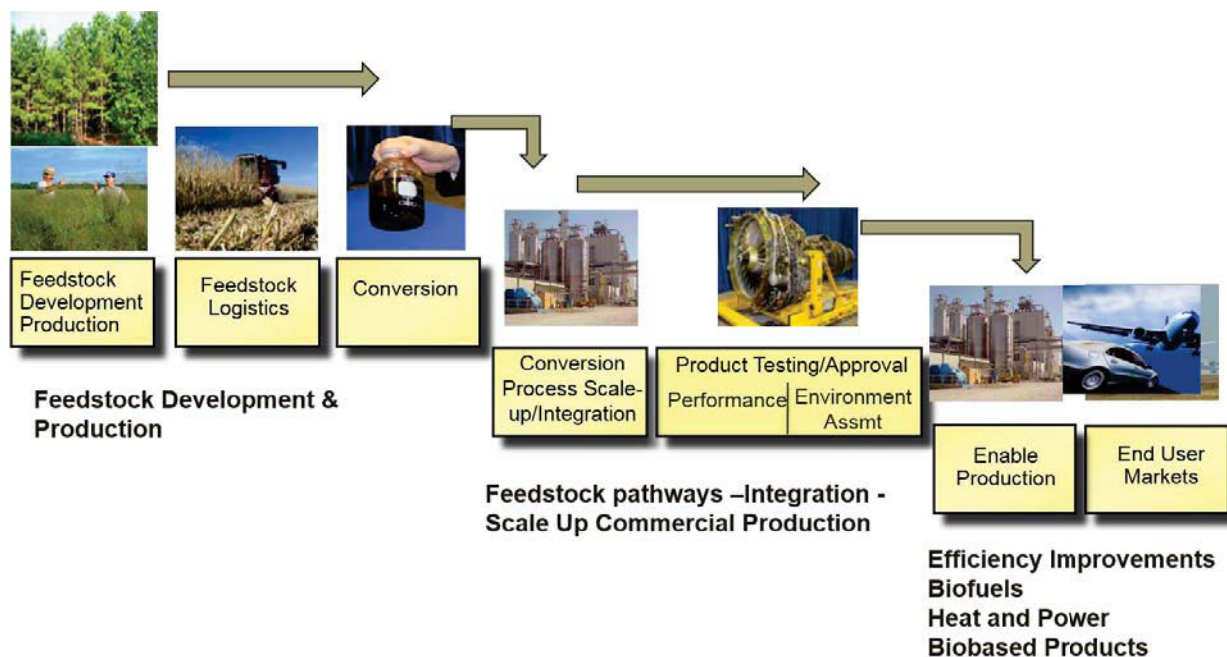 Feedstock
Development
Production
Feedstock
Logistics
Conversion
Feedstock Development &
Production
Conversion
Process Scale-
up/Integration
Product Testing/Approval
Performance
Environment
Assmt
Feedstock pathways –Integration -
Scale Up Commercial Production
Enable
Production
End User
Markets
Efficiency Improvements
Biofuels
Heat and Power
Biobased Products